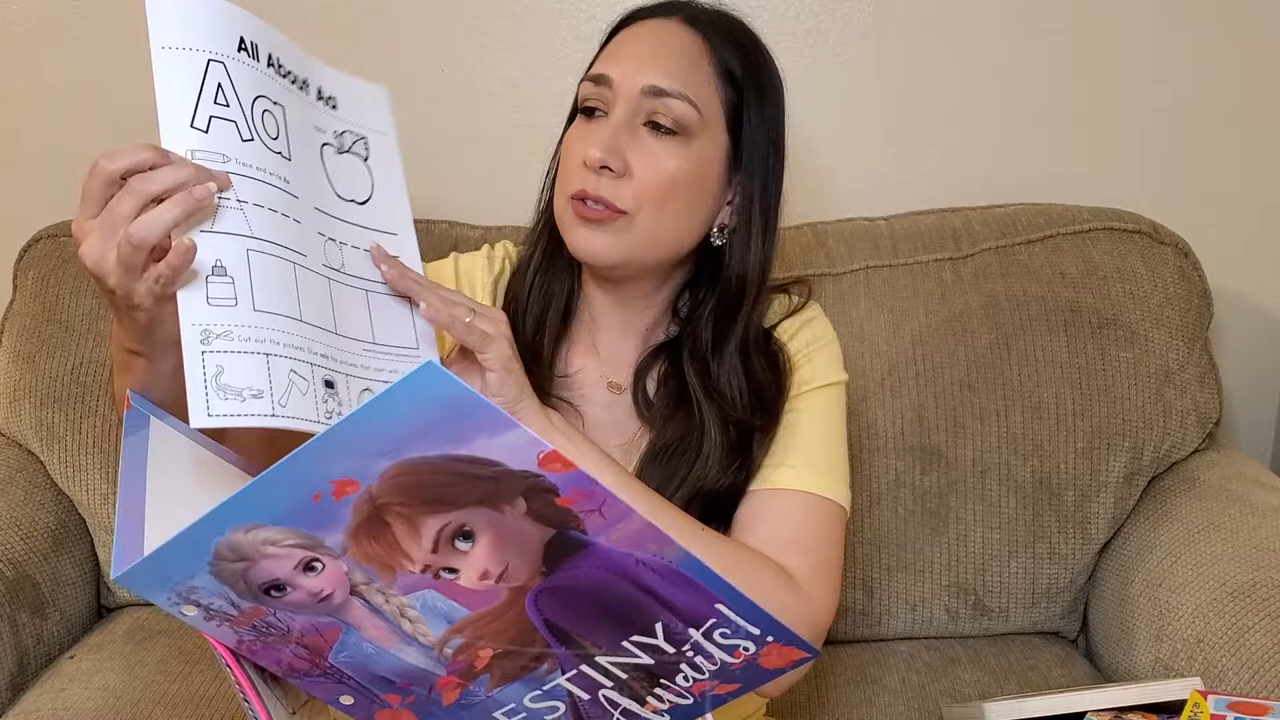 All About Aa
Aa
Trace and write Aa
A
a
Cut out the pictures. Glue only the pictures that start with
ESTINY
Awaits!